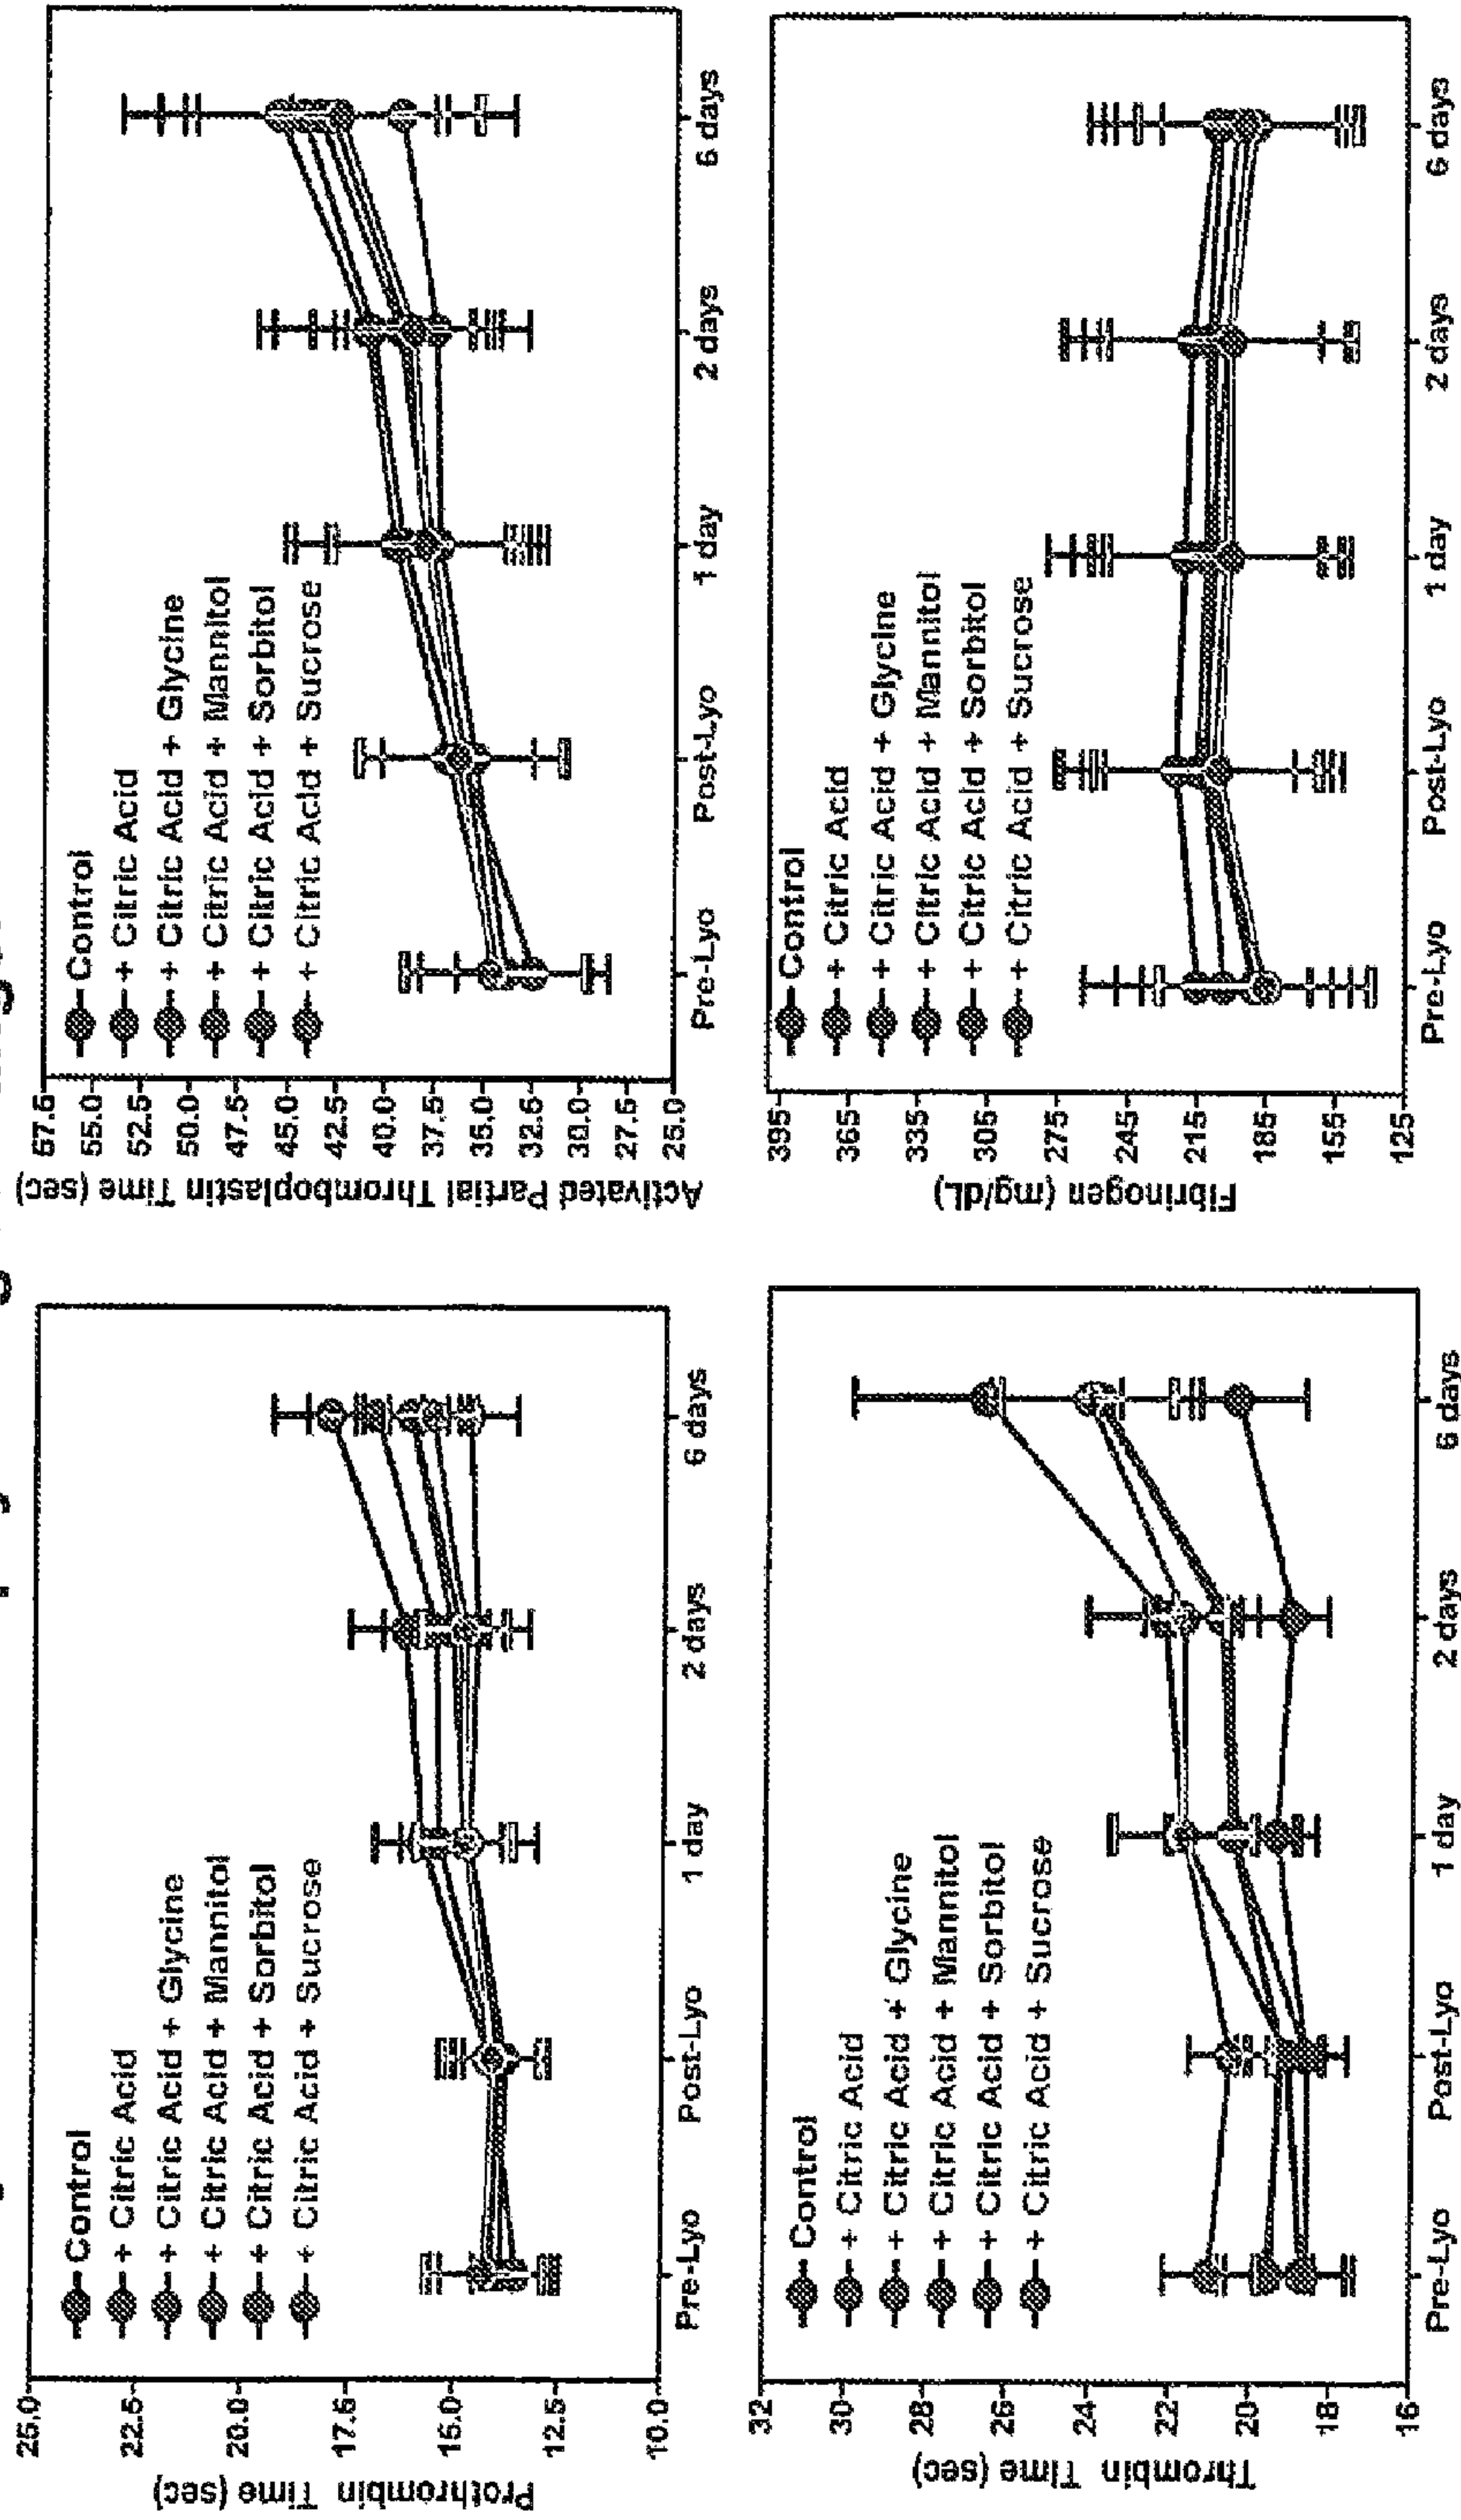 Prothrombin Time (sec)
25.0
22.5
20.0
17.5
15.0
12.5
10.0
Control
+ Citric Acid
+ Citric Acid + Glycine
+ Citric Acid + Mannitol
+ Citric Acid + Sorbitol
+ Citric Acid + Sucrose
Pre-Lyo Post-Lyo 1 day 2 days 6 days
Activated Partial Thromboplastin Time (sec)
57.5
55.0
52.5
50.0
47.5
45.0
42.5
40.0
37.5
35.0
32.5
30.0
27.5
25.0
Control
+ Citric Acid
+ Citric Acid + Glycine
+ Citric Acid + Mannitol
+ Citric Acid + Sorbitol
+ Citric Acid + Sucrose
Pre-Lyo Post-Lyo 1 day 2 days 6 days
Thrombin Time (sec)
32
30
28
26
24
22
20
18
16
Control
+ Citric Acid
+ Citric Acid + Glycine
+ Citric Acid + Mannitol
+ Citric Acid + Sorbitol
+ Citric Acid + Sucrose
Pre-Lyo Post-Lyo 1 day 2 days 6 days
Fibrinogen (mg/dL)
395
365
335
305
275
245
215
185
155
125
Control
+ Citric Acid
+ Citric Acid + Glycine
+ Citric Acid + Mannitol
+ Citric Acid + Sorbitol
+ Citric Acid + Sucrose
Pre-Lyo Post-Lyo 1 day 2 days 6 days